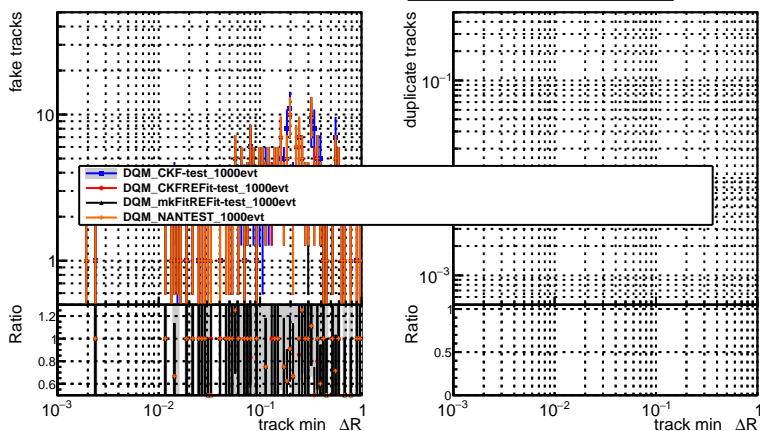 fake tracks
10
1
DQM_CKF-test_1000evt
DQM_CKFREFit-test_1000evt
DQM_mkFitREFit-test_1000evt
DQM_NANTEST_1000evt
Ratio
1.2
1
0.8
0.6
10⁻³
10⁻²
10⁻¹
1
track min ΔR
duplicate tracks
10⁻¹
10⁻³
Ratio
1
0.5
0
10⁻³
10⁻²
10⁻¹
1
track min ΔR